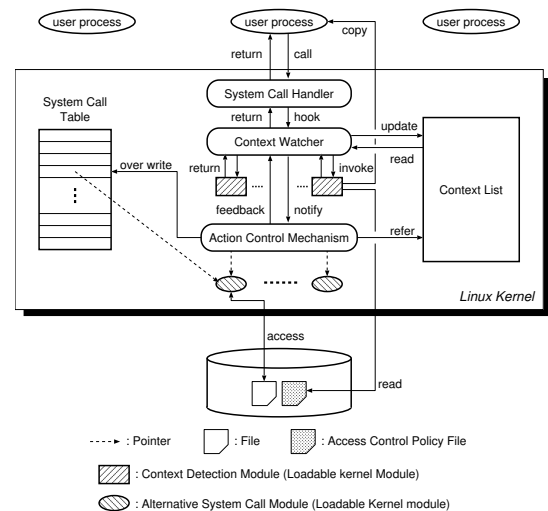 user process
user process
user process
copy
return
call
System Call Handler
System Call
Table
return
hook
Context Watcher
update
read
over write
return
invoke
Context List
feedback
notify
Action Control Mechanism
refer
Linux Kernel
access
read
: Pointer
: File
: Access Control Policy File
: Context Detection Module (Loadable kernel Module)
: Alternative System Call Module (Loadable Kernel module)